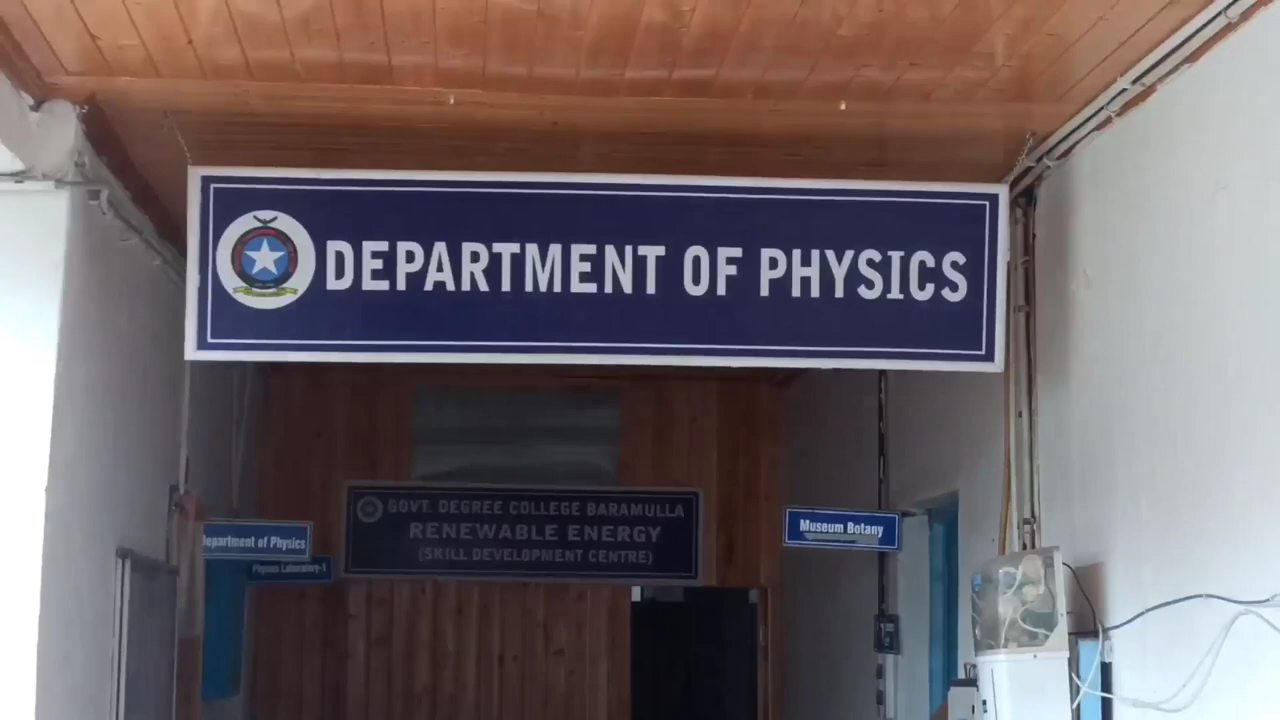 DEPARTMENT OF PHYSICS
GOVT. DEGREE COLLEGE BARAMULLA
RENEWABLE ENERGY
(SKILL DEVELOPMENT CENTRE)
Department of Physics
Physics Laboratory-1
Museum Botany